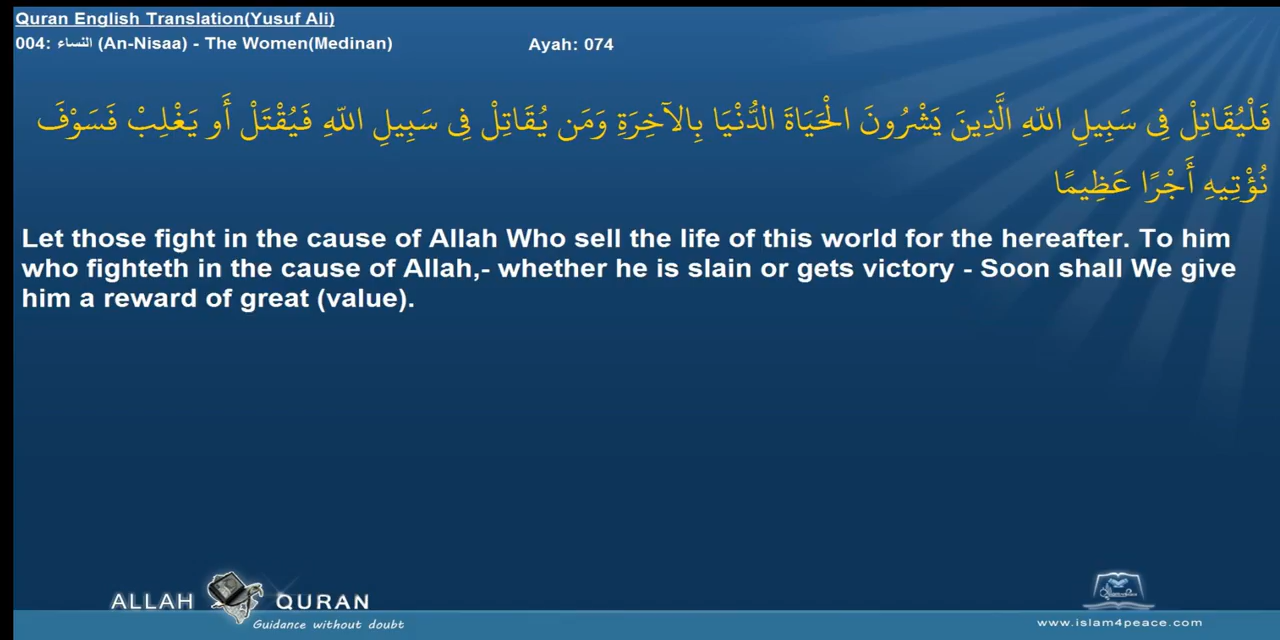 Quran English Translation(Yusuf Ali)
004: النساء (An-Nisaa) - The Women(Medinan) Ayah: 074
فَلْيُقَاتِلْ فِي سَبِيلِ اللّهِ الَّذِينَ يَشْرُونَ الْحَيَاةَ الدُّنْيَا بِالآخِرَةِ وَمَن يُقَاتِلْ فِي سَبِيلِ اللّهِ فَيُقْتَلْ أَو يَغْلِبْ فَسَوْفَ
نُؤْتِيهِ أَجْرًا عَظِيمًا
Let those fight in the cause of Allah Who sell the life of this world for the hereafter. To him
who fighteth in the cause of Allah,- whether he is slain or gets victory - Soon shall We give
him a reward of great (value).
ALLAH QURAN
Guidance without doubt
www.islam4peace.com